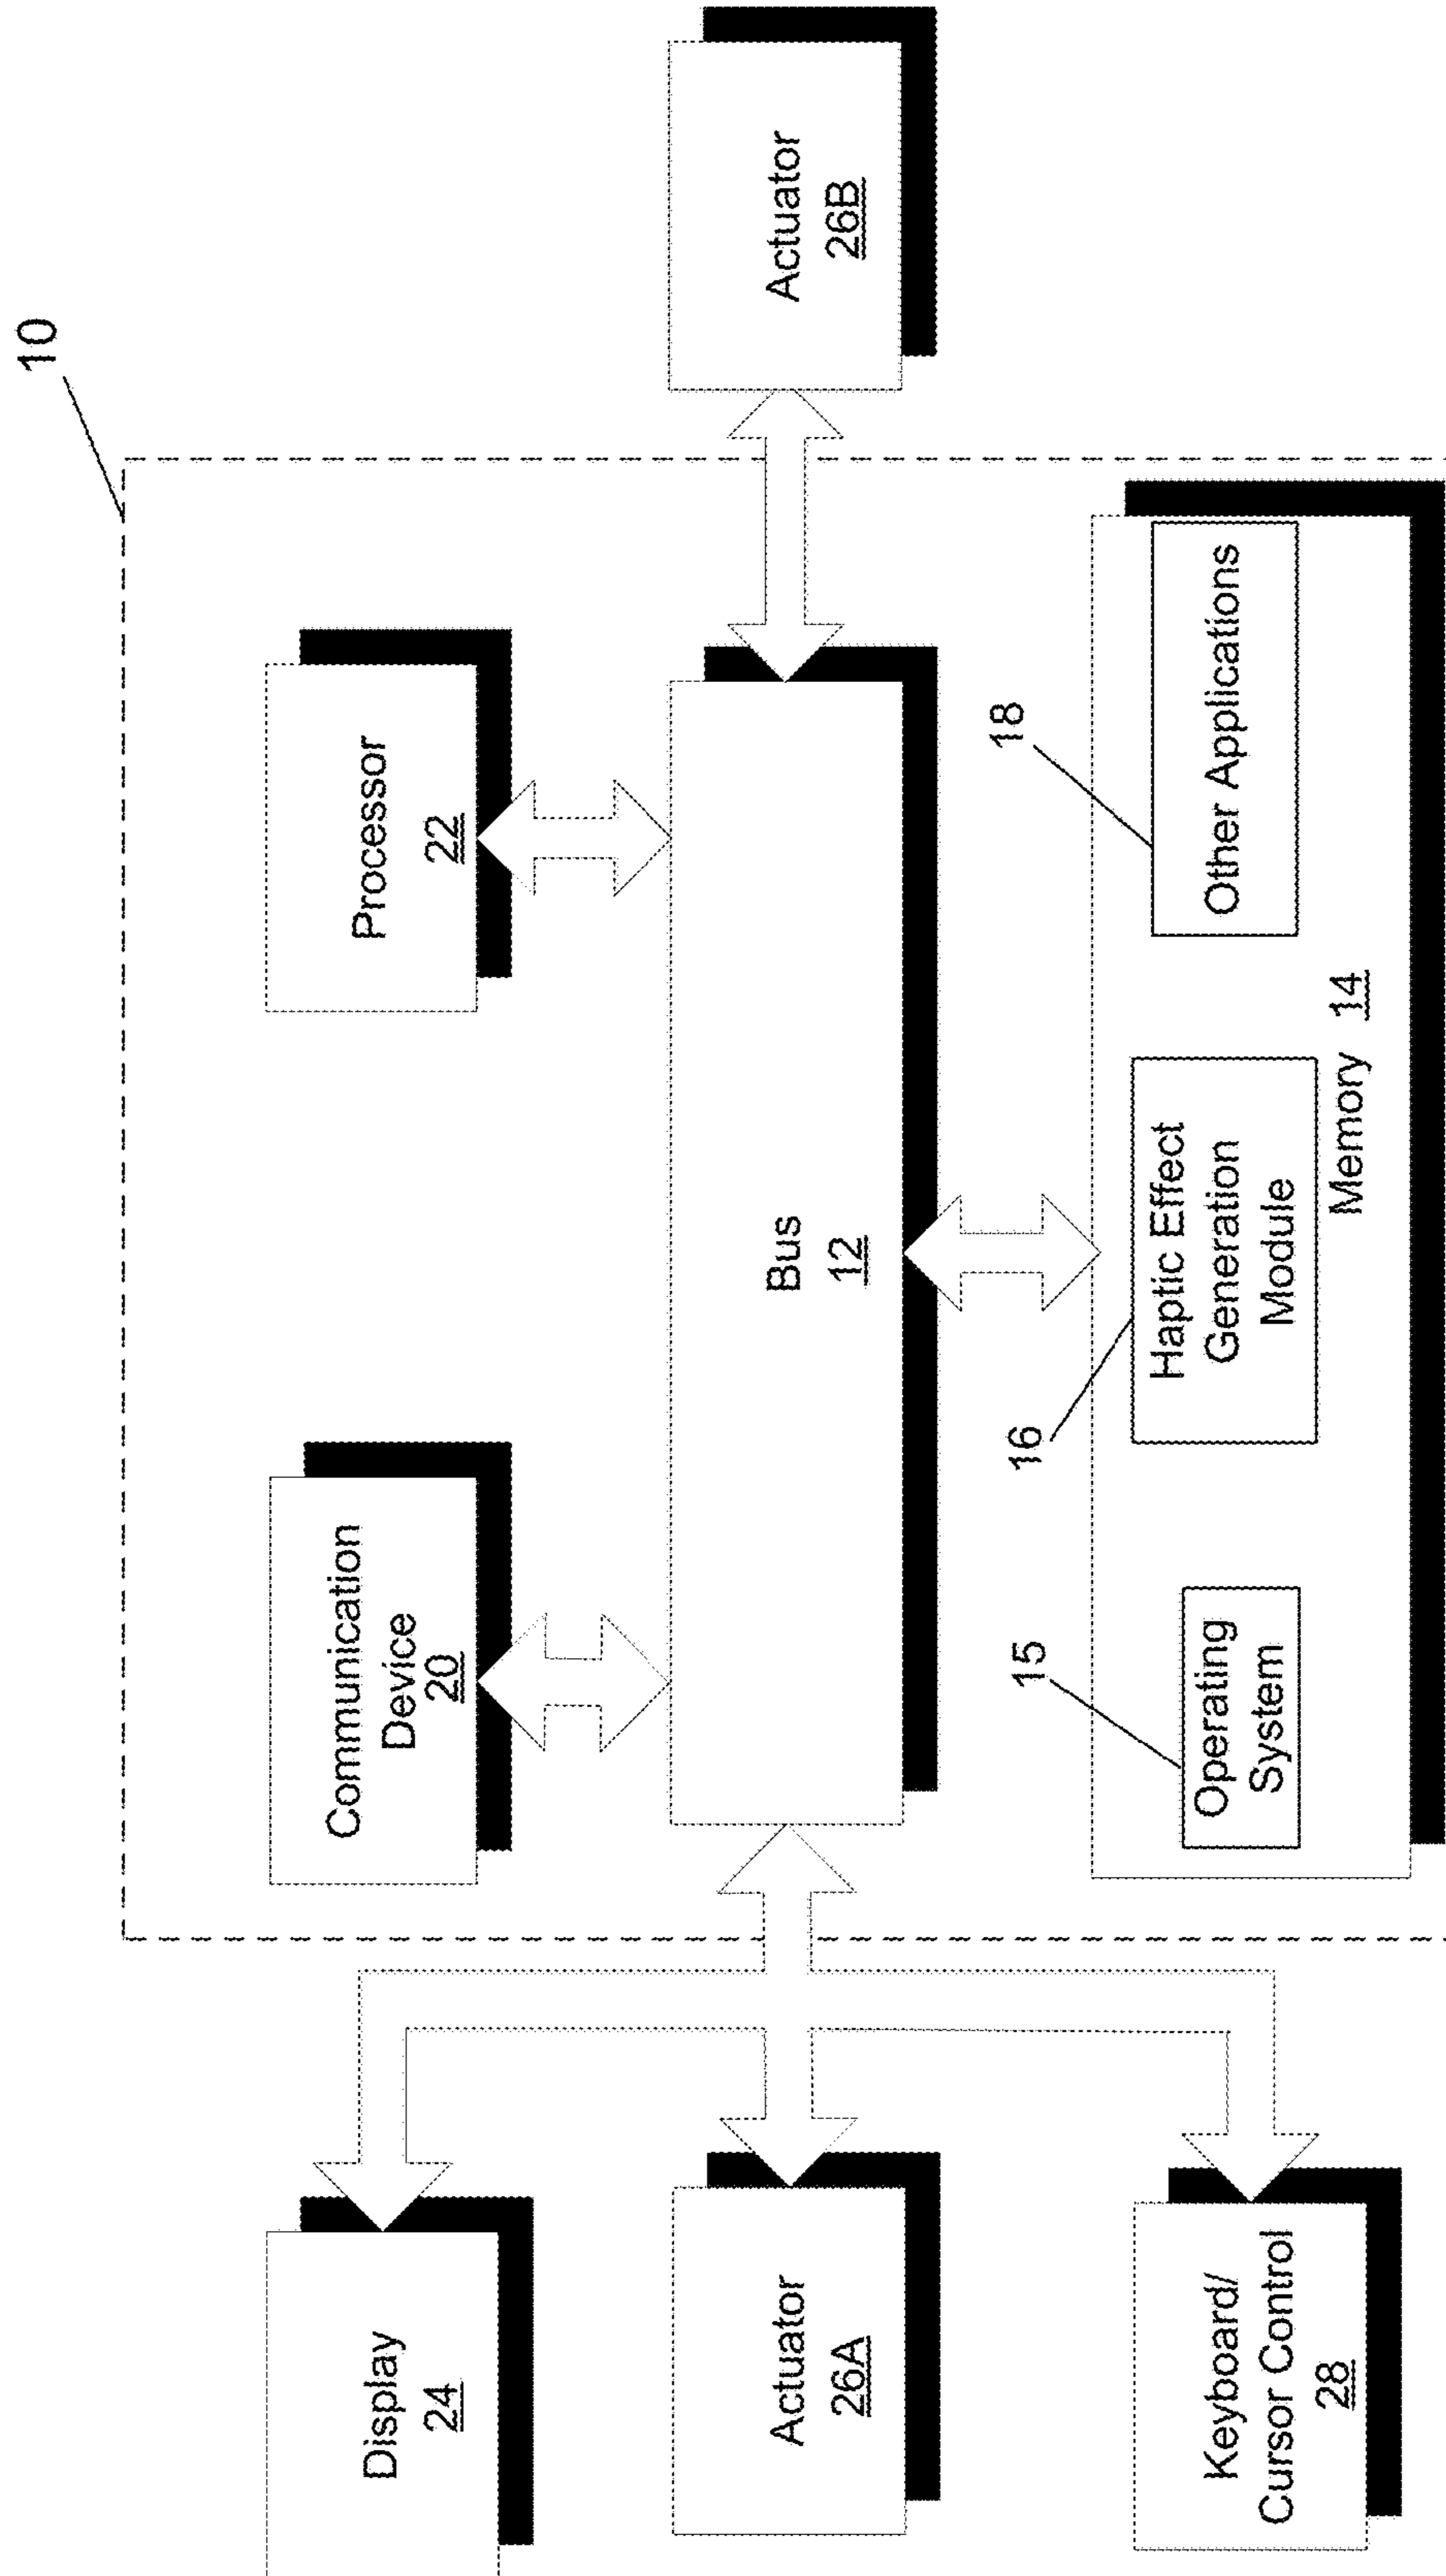 10
Communication
Device
20
Processor
22
Display
24
Bus
12
Actuator
26A
Actuator
26B
15
16
18
Operating
System
Haptic Effect
Generation
Module
Other Applications
Memory 14
Keyboard/
Cursor Control
28